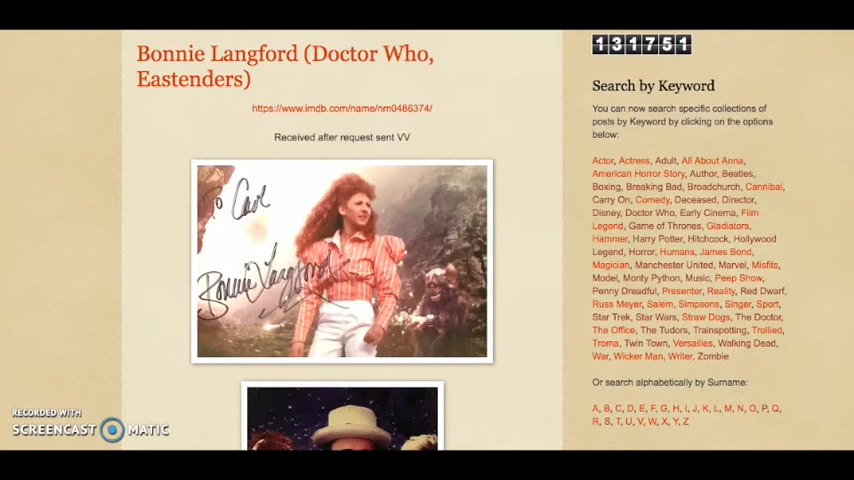 Bonnie Langford (Doctor Who,
Eastenders)
https://www.imdb.com/name/nm0486374/
Received after request sent VV
To Carl
Bonnie Langford
131751
Search by Keyword
You can now search specific collections of
posts by Keyword by clicking on the options
below:
Actor, Actress, Adult, All About Anna,
American Horror Story, Author, Beatles,
Boxing, Breaking Bad, Broadchurch, Cannibal,
Carry On, Comedy, Deceased, Director,
Disney, Doctor Who, Early Cinema, Film
Legend, Game of Thrones, Gladiators,
Hammer, Harry Potter, Hitchcock, Hollywood
Legend, Horror, Humans, James Bond,
Magician, Manchester United, Marvel, Misfits,
Model, Monty Python, Music, Peep Show,
Penny Dreadful, Presenter, Reality, Red Dwarf,
Russ Meyer, Salem, Simpsons, Singer, Sport,
Star Trek, Star Wars, Straw Dogs, The Doctor,
The Office, The Tudors, Trainspotting, Trollied,
Troma, Twin Town, Versailles, Walking Dead,
War, Wicker Man, Writer, Zombie
Or search alphabetically by Surname:
A, B, C, D, E, F, G, H, I, J, K, L, M, N, O, P, Q,
R, S, T, U, V, W, X, Y, Z
RECORDED WITH
SCREENCAST MATIC